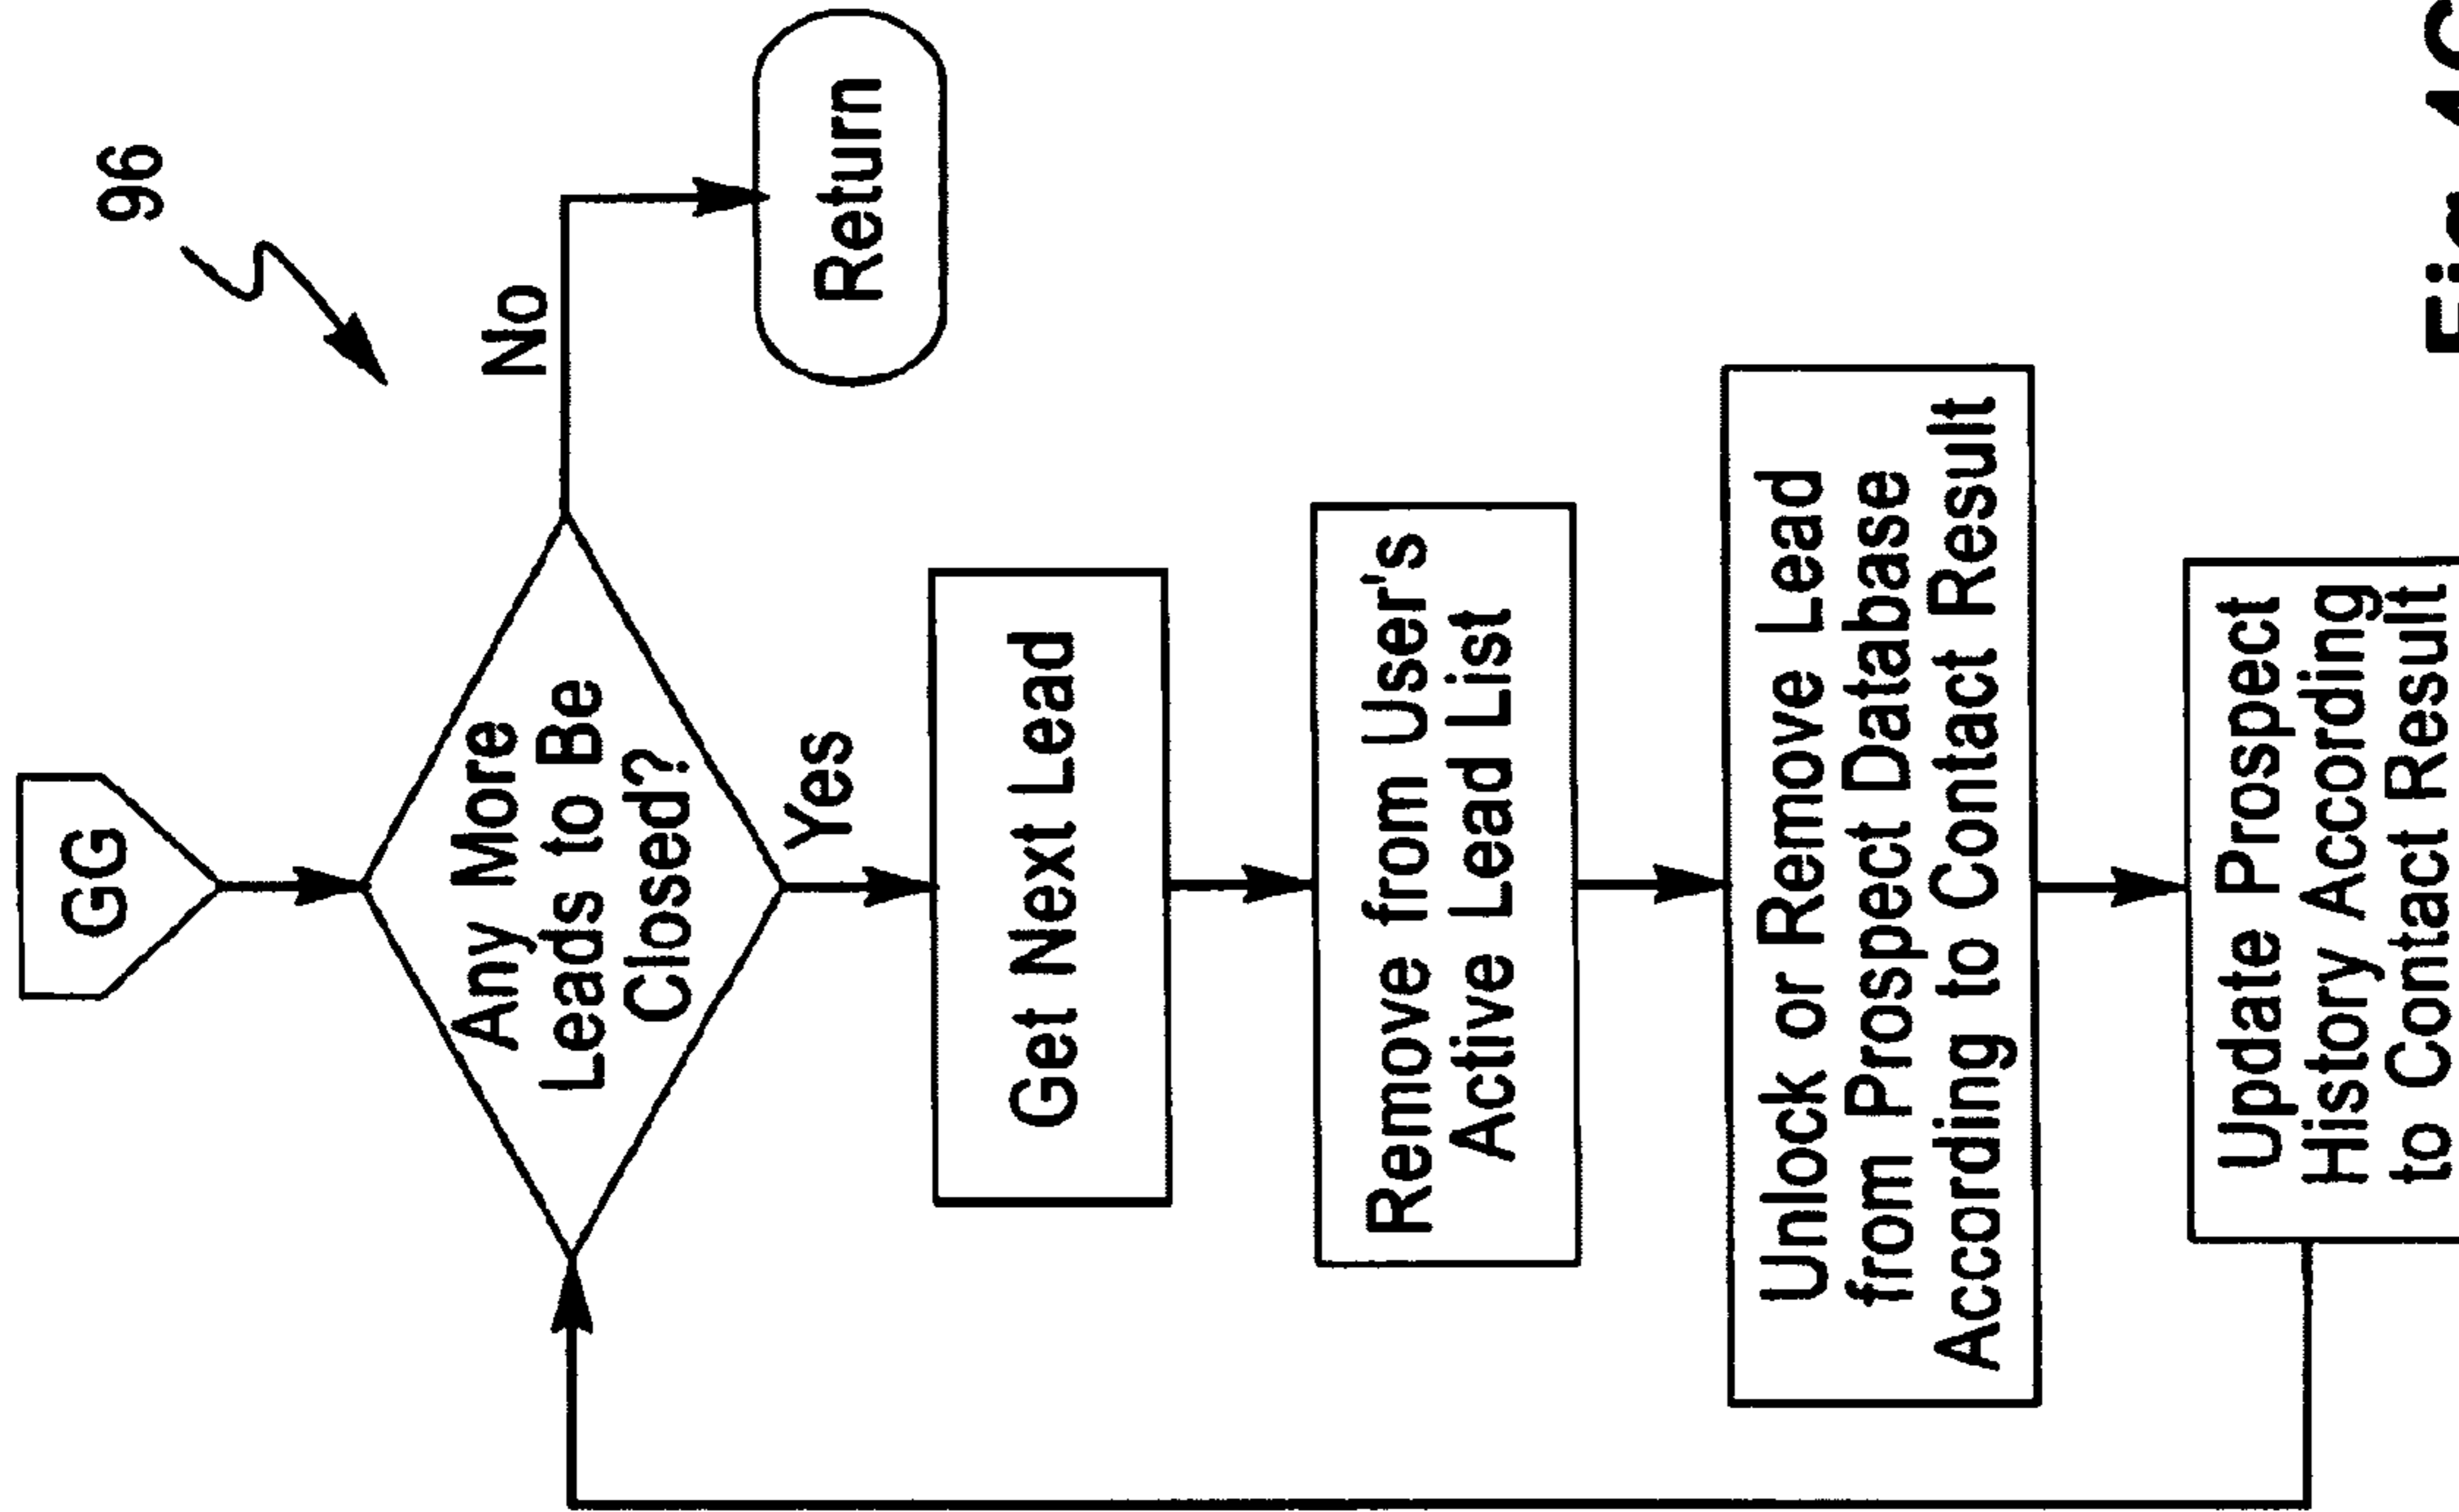 GG
96
Any More
Leads to Be
Closed?
No
Return
Yes
Get Next Lead
Remove from User's
Active Lead List
Unlock or Remove Lead
from Prospect Database
According to Contact Result
Update Prospect
History According
to Contact Result